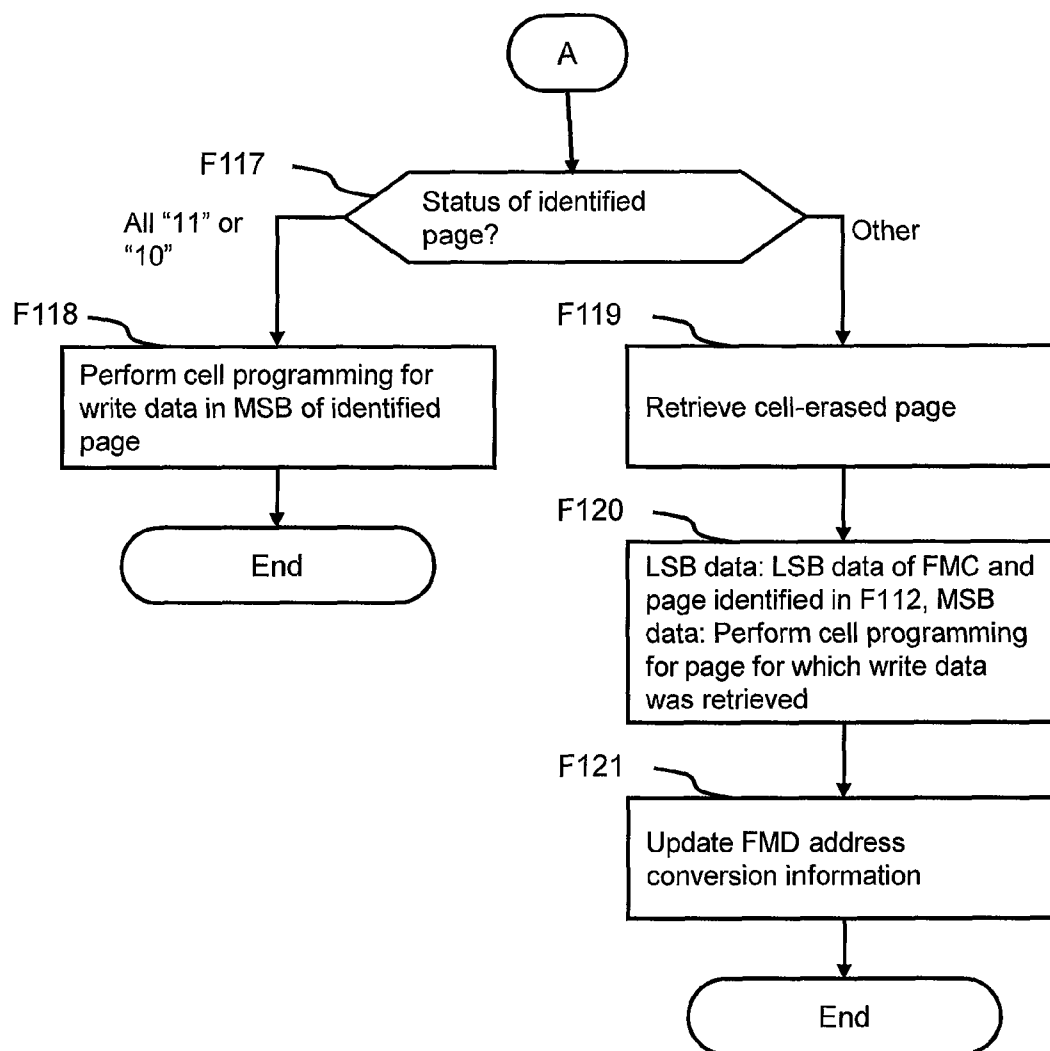 A
F117
Status of identified
page?
All “11” or
“10”
Other
F118
Perform cell programming for
write data in MSB of identified
page
End
F119
Retrieve cell-erased page
F120
LSB data: LSB data of FMC and
page identified in F112, MSB
data: Perform cell programming
for page for which write data
was retrieved
F121
Update FMD address
conversion information
End